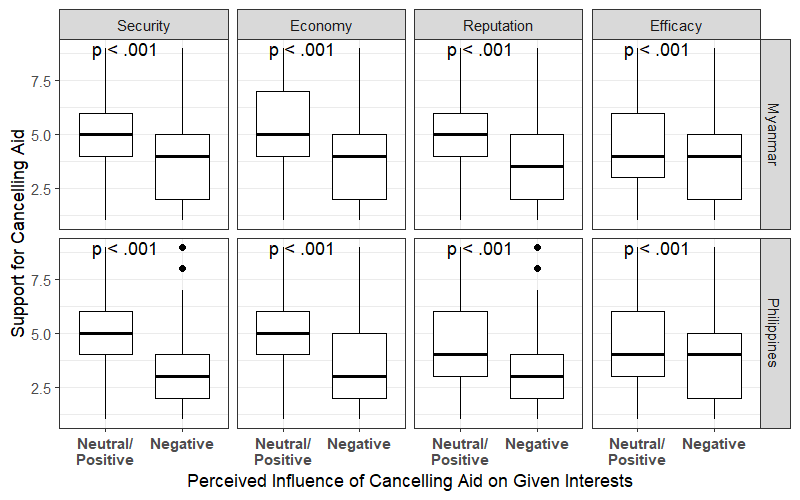 Security Economy Reputation Efficacy
p < .001 p < .001 p < .001 p < .001
7.5
5.0
2.5
Myanmar
p < .001 p < .001 p < .001 p < .001
7.5
5.0
2.5
Philippines
Support for Cancelling Aid
Neutral/ Negative Neutral/ Negative Neutral/ Negative Neutral/ Negative
Positive Positive Positive Positive
Perceived Influence of Cancelling Aid on Given Interests